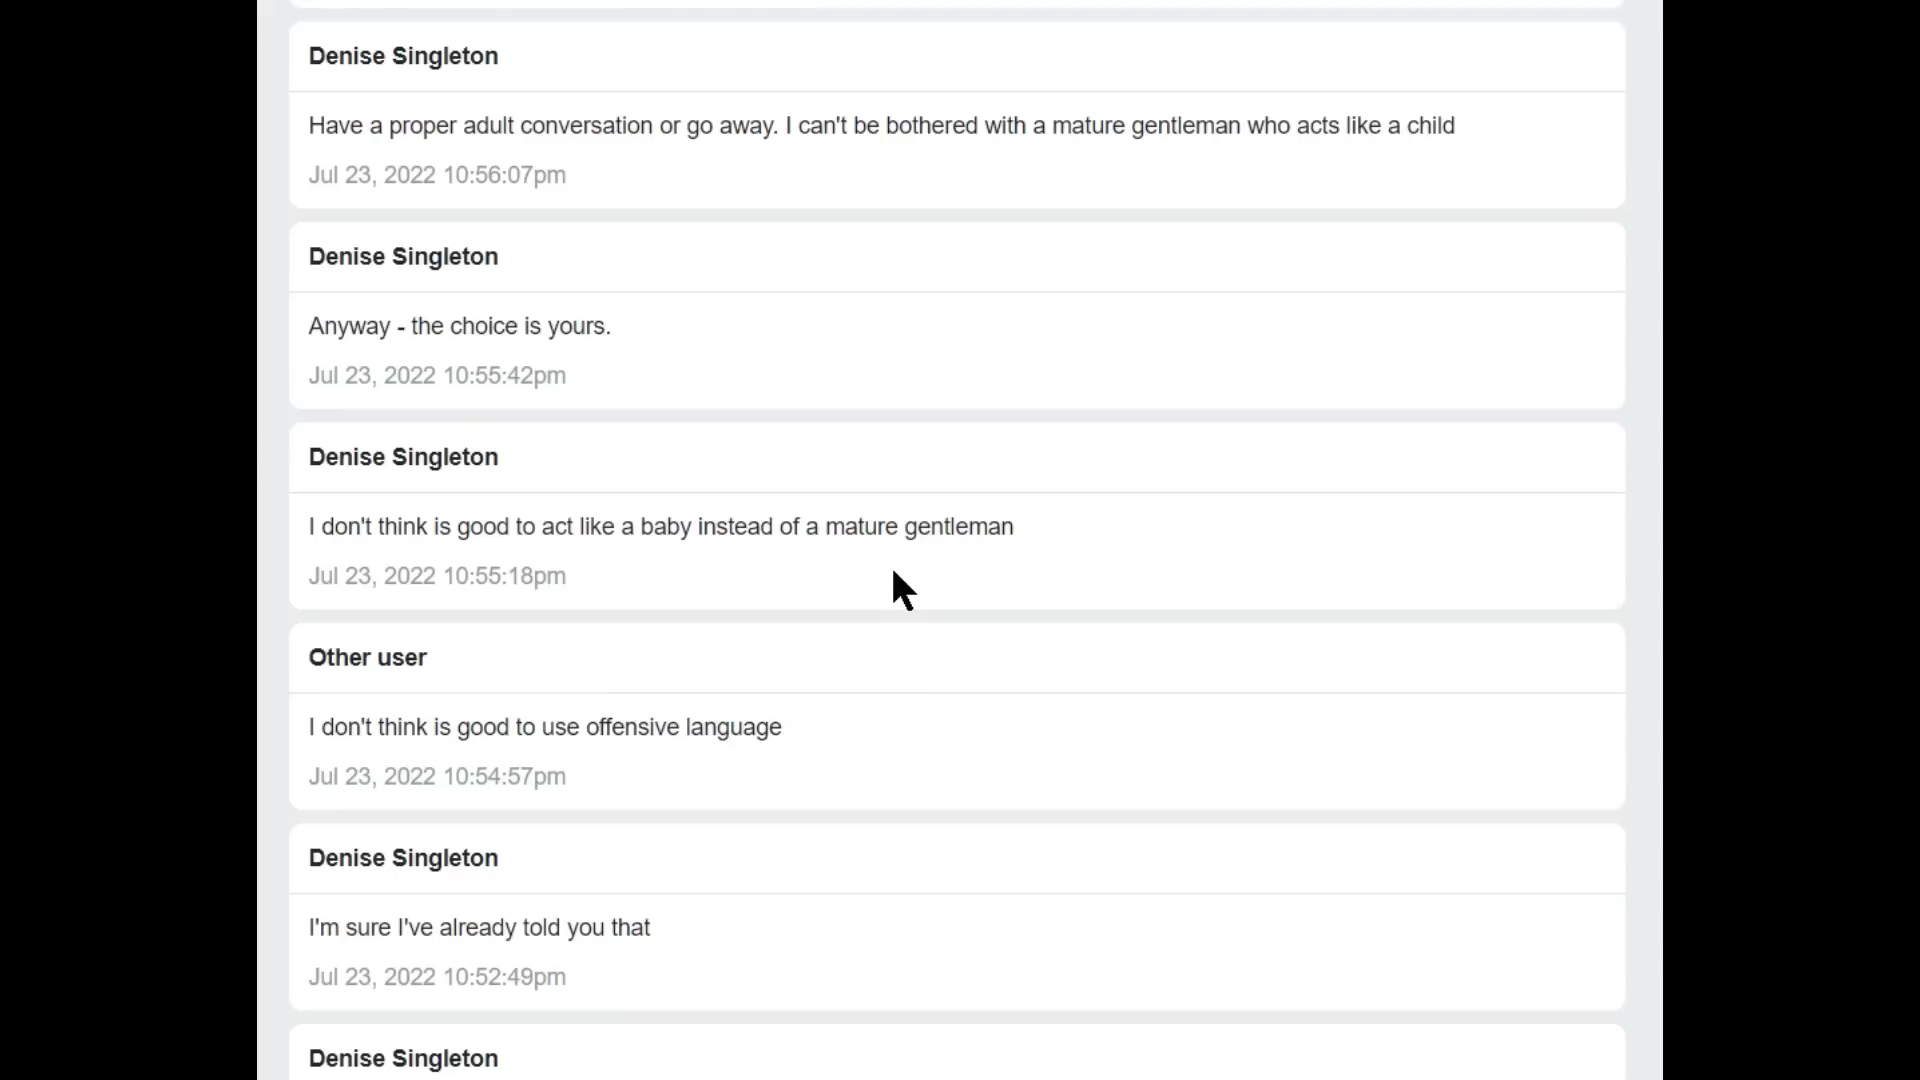 Denise Singleton
Have a proper adult conversation or go away. I can't be bothered with a mature gentleman who acts like a child
Jul 23, 2022 10:56:07pm
Denise Singleton
Anyway - the choice is yours.
Jul 23, 2022 10:55:42pm
Denise Singleton
I don't think is good to act like a baby instead of a mature gentleman
Jul 23, 2022 10:55:18pm
Other user
I don't think is good to use offensive language
Jul 23, 2022 10:54:57pm
Denise Singleton
I'm sure I've already told you that
Jul 23, 2022 10:52:49pm
Denise Singleton